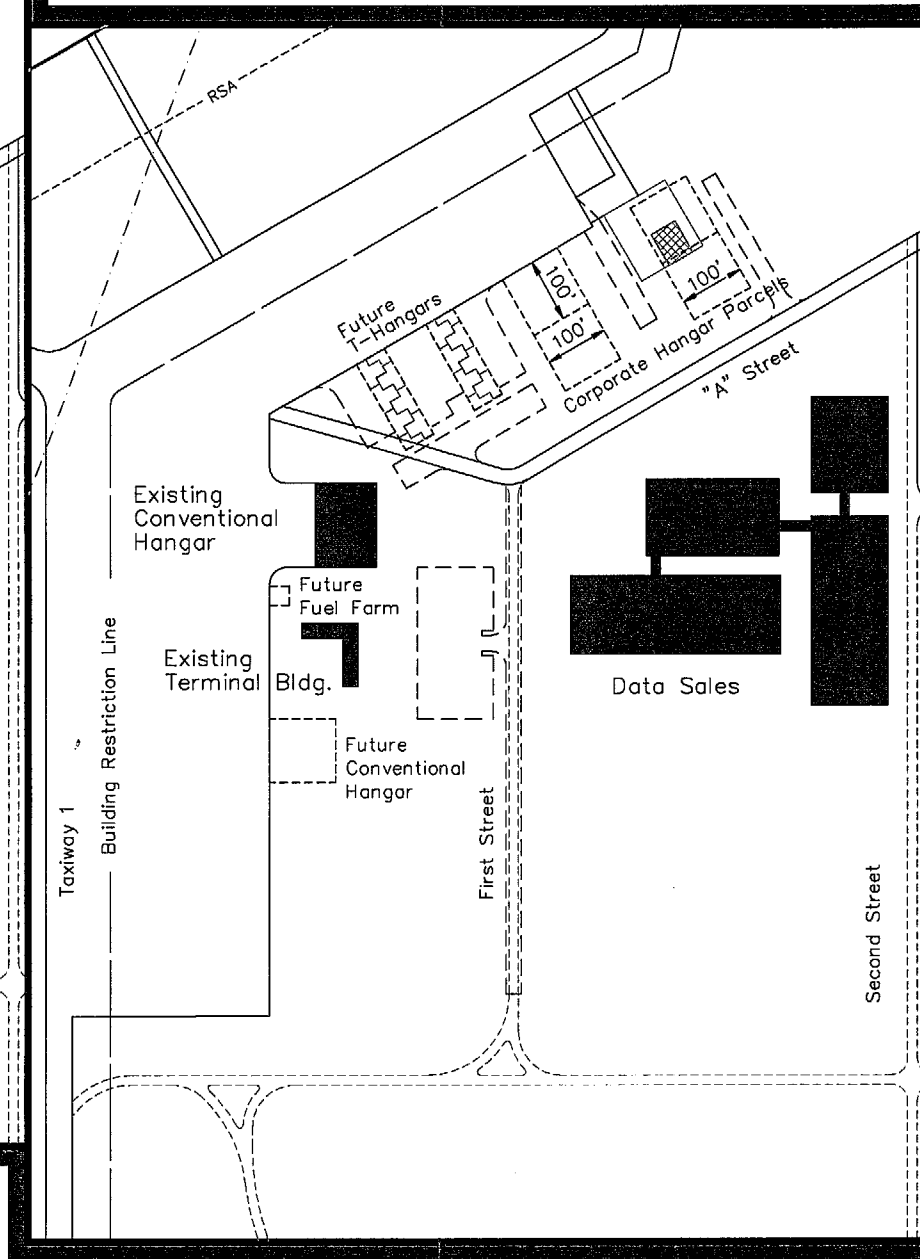 RSA
Future
T-Hangars
100'
100'
100'
Corporate Hangar Parcels
"A" Street
Existing
Conventional
Hangar
Future
Fuel Farm
Existing
Terminal Bldg.
Data Sales
Future
Conventional
Hangar
Building Restriction Line
Taxiway 1
First Street
Second Street